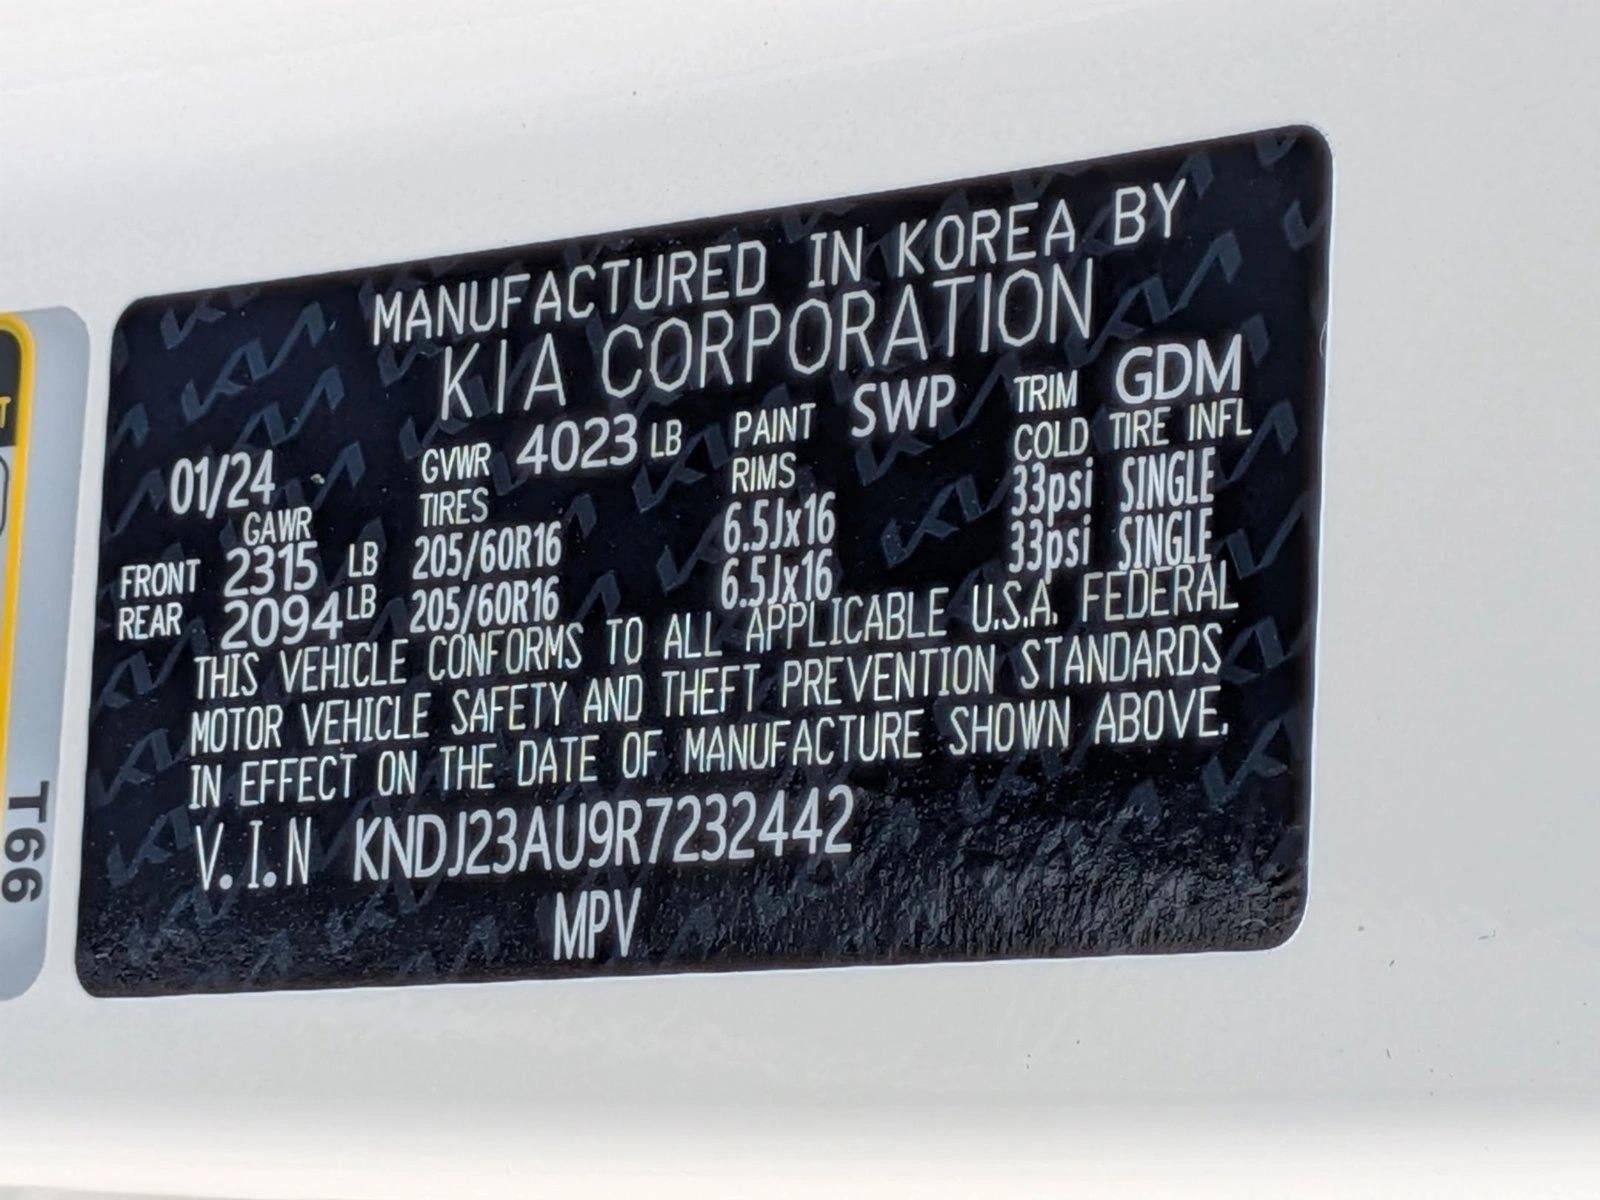 MANUFACTURED IN KOREA BY
KIA CORPORATION
01/24 GVWR 4023 LB PAINT SWP TRIM GDM
GAWR TIRES RIMS COLD TIRE INFL
FRONT 2315 LB 205/60R16 6.5Jx16 33psi SINGLE
REAR 2094 LB 205/60R16 6.5Jx16 33psi SINGLE
THIS VEHICLE CONFORMS TO ALL APPLICABLE U.S.A. FEDERAL
MOTOR VEHICLE SAFETY AND THEFT PREVENTION STANDARDS
IN EFFECT ON THE DATE OF MANUFACTURE SHOWN ABOVE.
V.I.N KNDJ23AU9R7232442
MPV
T66